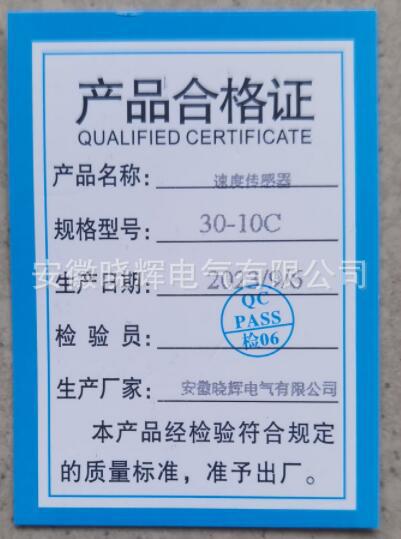 产品合格证
QUALIFIED CERTIFICATE
产品名称: 速度传感器
规格型号: 30-10C
安徽晓辉电气有限公司
生产日期: 2023/9/6
QC
PASS
检06
检 验 员:
生产厂家: 安徽晓辉电气有限公司
本产品经检验符合规定
的质量标准，准予出厂。